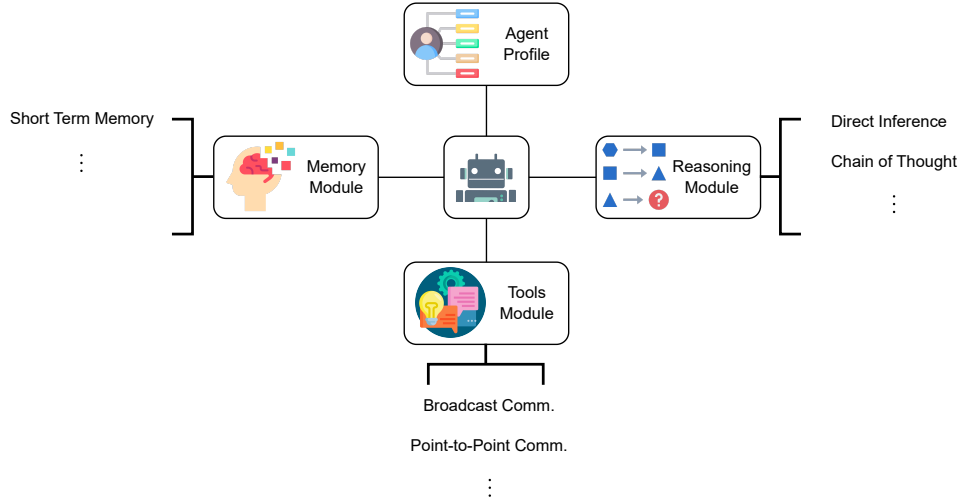 Agent
Profile
Short Term Memory
⋮
Memory
Module
Reasoning
Module
?
Direct Inference
Chain of Thought
⋮
Tools
Module
Broadcast Comm.
Point-to-Point Comm.
⋮